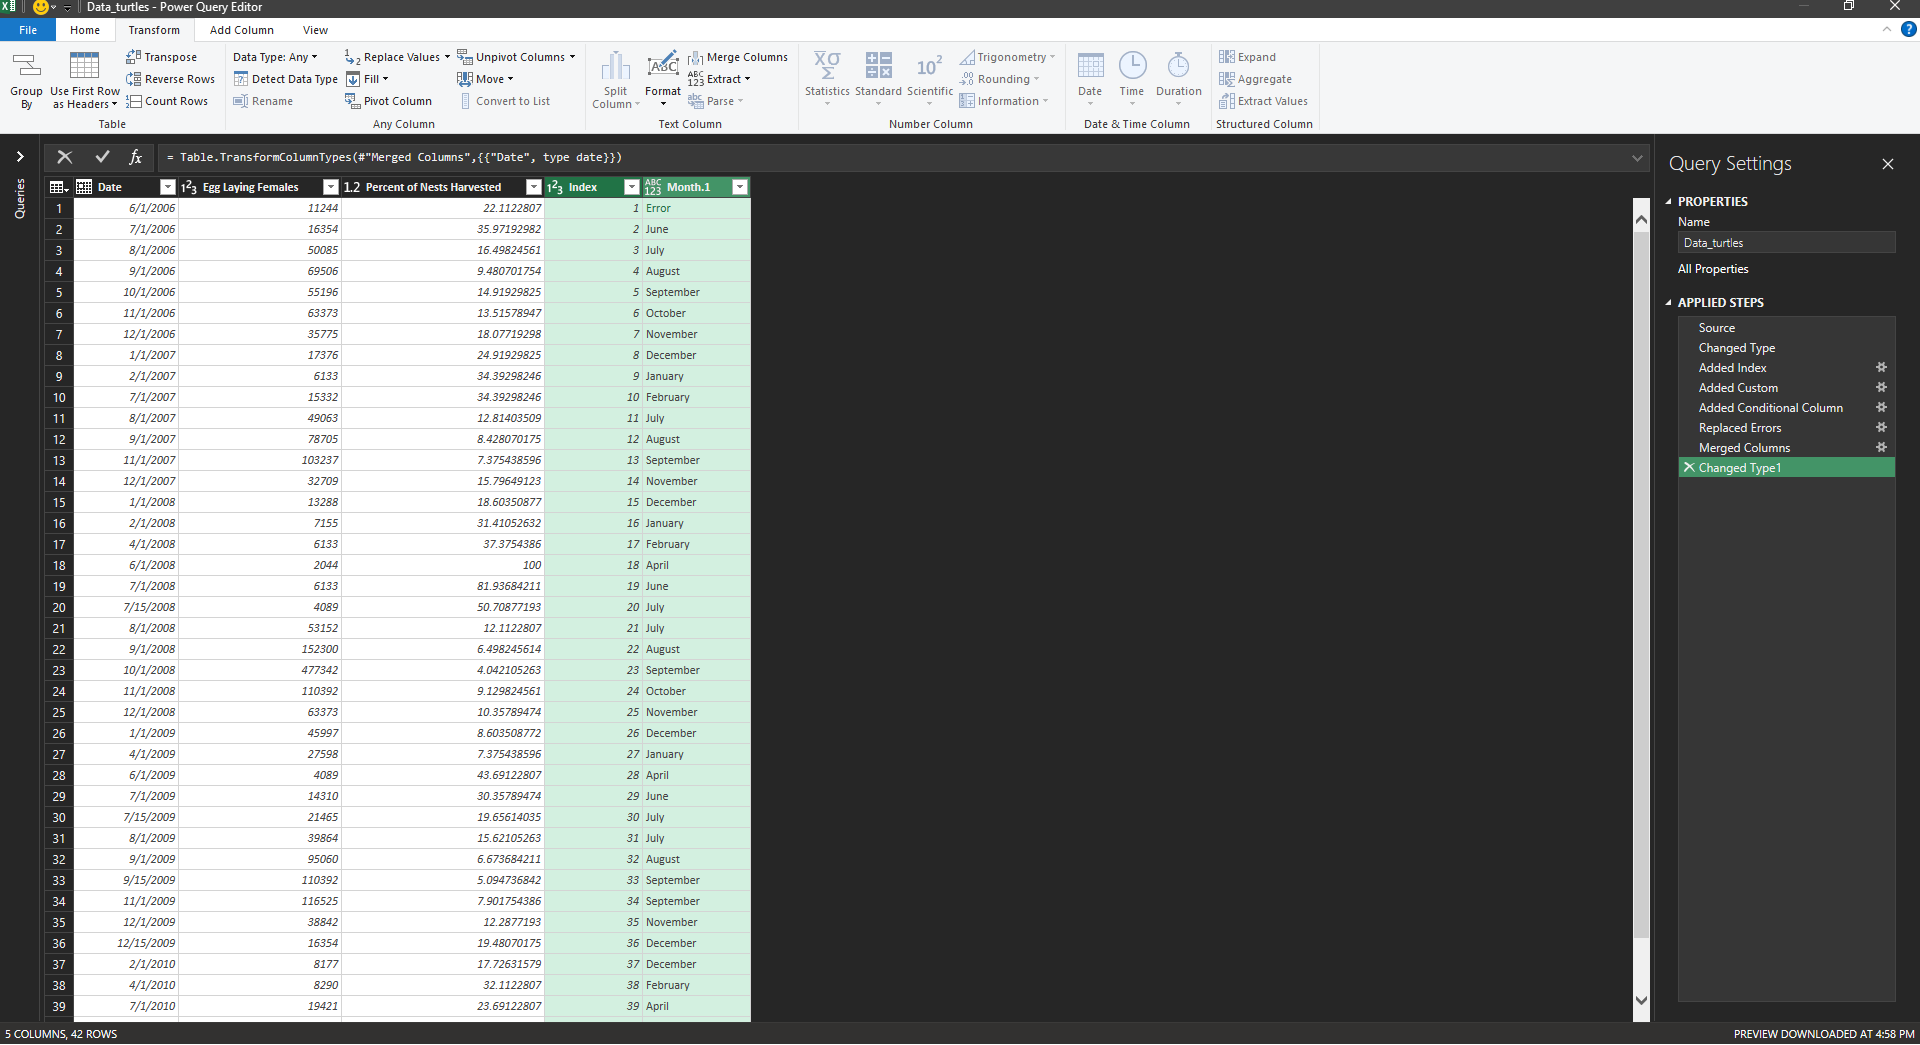 Data_turtles - Power Query Editor
File Home Transform Add Column View
Group By
Use First Row as Headers
Transpose
Reverse Rows
Count Rows
Table
Data Type: Any
Detect Data Type
Rename
Replace Values
Fill
Pivot Column
Unpivot Columns
Move
Convert to List
Any Column
Split Column
Format
Merge Columns
Extract
Parse
Text Column
Statistics
Standard
Scientific
Trigonometry
Rounding
Information
Number Column
Date
Time
Duration
Date & Time Column
Expand
Aggregate
Extract Values
Structured Column
Queries
fx = Table.TransformColumnTypes(#"Merged Columns",{{"Date", type date}})
Date 1 2 3 Egg Laying Females 1.2 Percent of Nests Harvested 1 2 3 Index ABC 123 Month.1
1 6/1/2006 11244 22.1122807 1 Error
2 7/1/2006 16354 35.97192982 2 June
3 8/1/2006 50085 16.49824561 3 July
4 9/1/2006 69506 9.480701754 4 August
5 10/1/2006 55196 14.91929825 5 September
6 11/1/2006 63373 13.51578947 6 October
7 12/1/2006 35775 18.07719298 7 November
8 1/1/2007 17376 24.91929825 8 December
9 2/1/2007 6133 34.39298246 9 January
10 7/1/2007 15332 34.39298246 10 February
11 8/1/2007 49063 12.81403509 11 July
12 9/1/2007 78705 8.428070175 12 August
13 11/1/2007 103237 7.375438596 13 September
14 12/1/2007 32709 15.79649123 14 November
15 1/1/2008 13288 18.60350877 15 December
16 2/1/2008 7155 31.41052632 16 January
17 4/1/2008 6133 37.3754386 17 February
18 6/1/2008 2044 100 18 April
19 7/1/2008 6133 81.93684211 19 June
20 7/15/2008 4089 50.70877193 20 July
21 8/1/2008 53152 12.1122807 21 July
22 9/1/2008 152300 6.498245614 22 August
23 10/1/2008 477342 4.042105263 23 September
24 11/1/2008 110392 9.129824561 24 October
25 12/1/2008 63373 10.35789474 25 November
26 1/1/2009 45997 8.603508772 26 December
27 4/1/2009 27598 7.375438596 27 January
28 6/1/2009 4089 43.69122807 28 April
29 7/1/2009 14310 30.35789474 29 June
30 7/15/2009 21465 19.65614035 30 July
31 8/1/2009 39864 15.62105263 31 July
32 9/1/2009 95060 6.673684211 32 August
33 9/15/2009 110392 5.094736842 33 September
34 11/1/2009 116525 7.901754386 34 September
35 12/1/2009 38842 12.2877193 35 November
36 12/15/2009 16354 19.48070175 36 December
37 2/1/2010 8177 17.72631579 37 December
38 4/1/2010 8290 32.1122807 38 February
39 7/1/2010 19421 23.69122807 39 April
Query Settings
PROPERTIES
Name
Data_turtles
All Properties
APPLIED STEPS
Source
Changed Type
Added Index
Added Custom
Added Conditional Column
Replaced Errors
Merged Columns
Changed Type1
5 COLUMNS, 42 ROWS
PREVIEW DOWNLOADED AT 4:58 PM